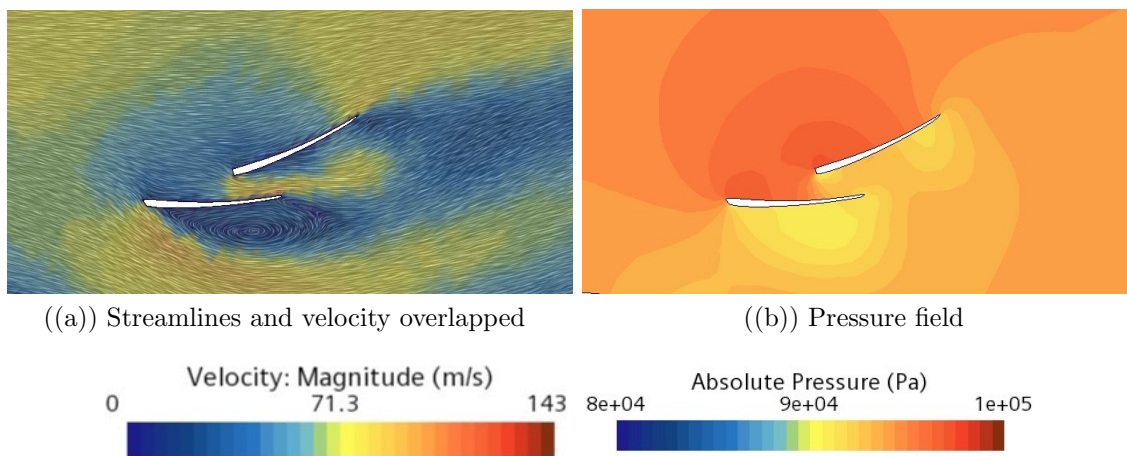 ((a)) Streamlines and velocity overlapped
((b)) Pressure field
Velocity: Magnitude (m/s)
0 71.3 143
Absolute Pressure (Pa)
8e+04 9e+04 1e+05